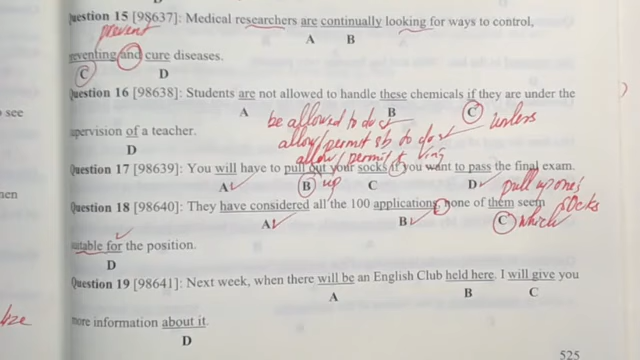 Question 15 [98637]: Medical researchers are continually looking for ways to control,
A B
prevent
reventing and cure diseases.
C D
Question 16 [98638]: Students are not allowed to handle these chemicals if they are under the
o see
A B C
be allowed to do st unless
upervision of a teacher.
D
allow/permit sb to do st
allow/permit ving
Question 17 [98639]: You will have to pull out your socks if you want to pass the final exam.
A B up C D pull up one's
socks
men
Question 18 [98640]: They have considered all the 100 applications, none of them seem
A B C which
suitable for the position.
D
Question 19 [98641]: Next week, when there will be an English Club held here. I will give you
A B C
more information about it.
D
525